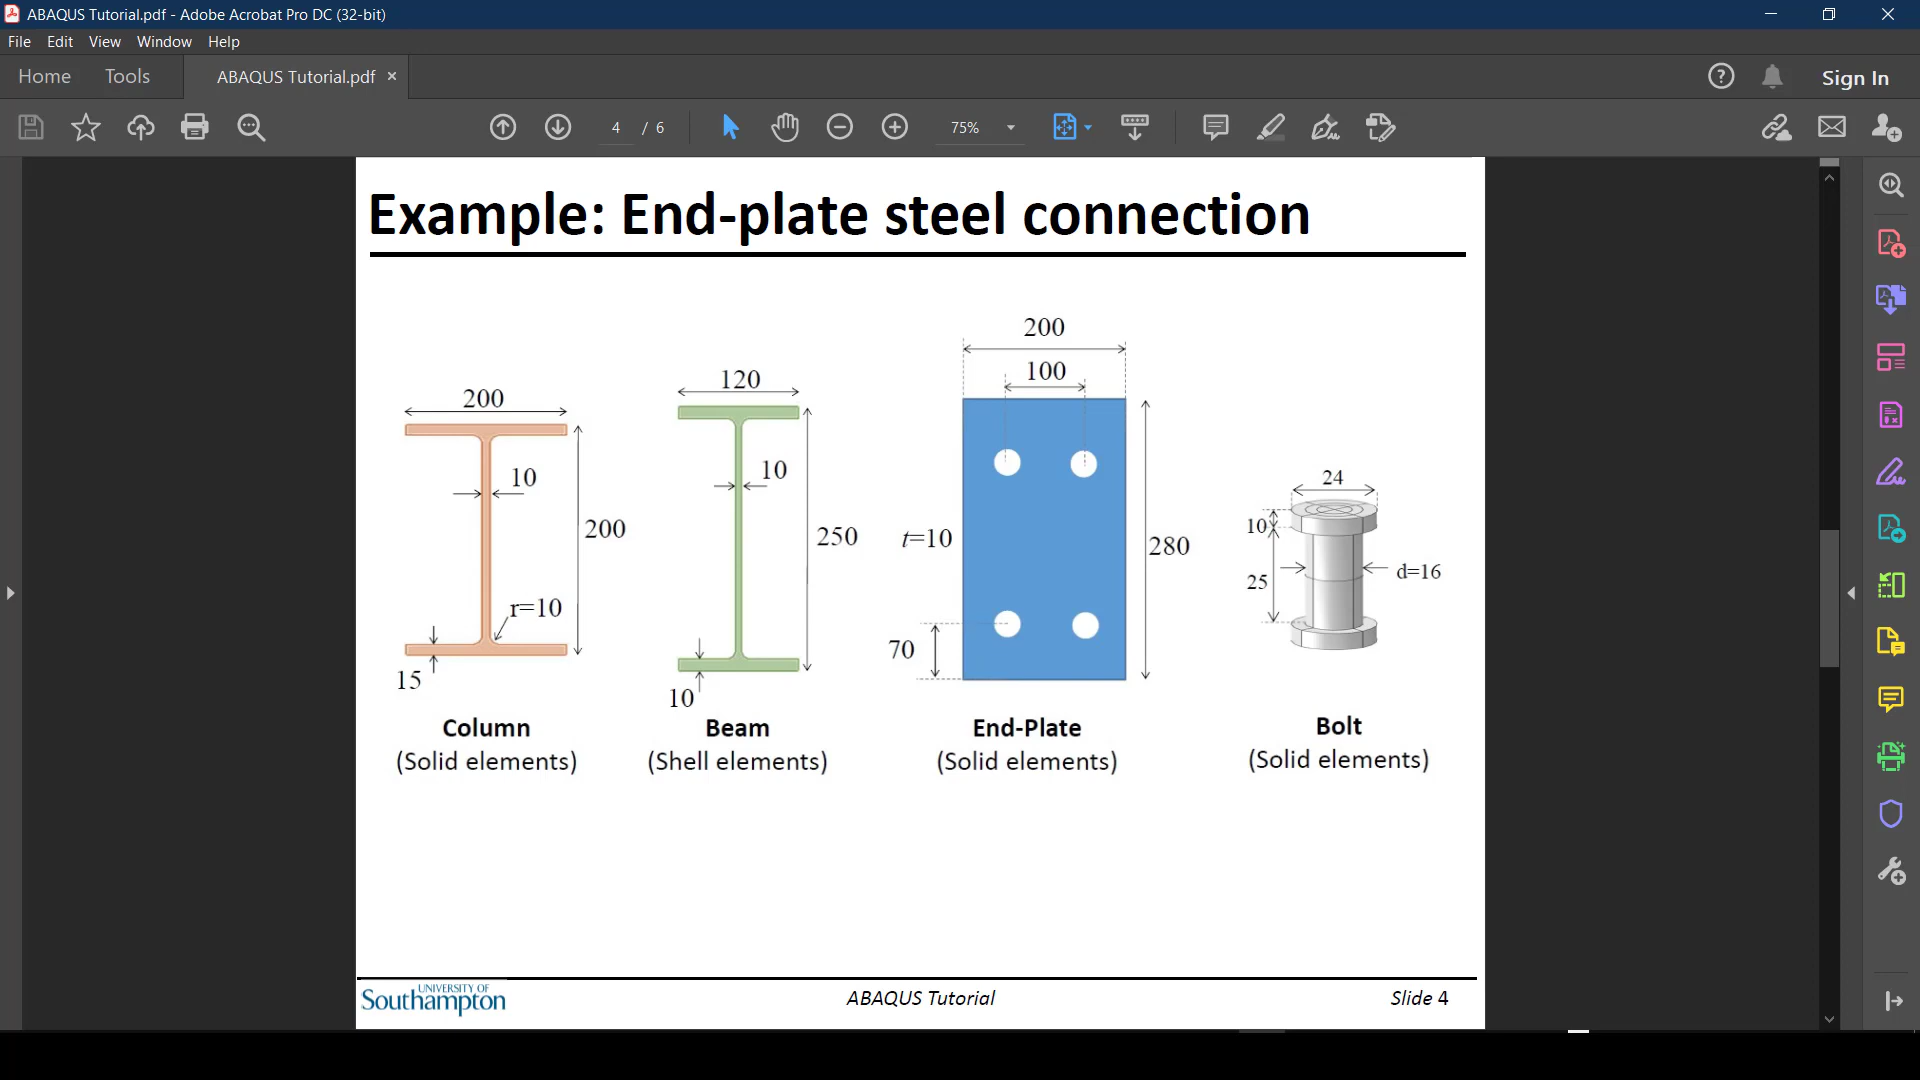 ABAQUS Tutorial.pdf - Adobe Acrobat Pro DC (32-bit)
File Edit View Window Help
Home Tools ABAQUS Tutorial.pdf × Sign In
4 / 6 75%
Example: End-plate steel connection
200
10
200
r=10
15
Column
(Solid elements)
120
10
250
10
Beam
(Shell elements)
200
100
t=10
280
70
End-Plate
(Solid elements)
24
10
25
d=16
Bolt
(Solid elements)
UNIVERSITY OF
Southampton
ABAQUS Tutorial
Slide 4